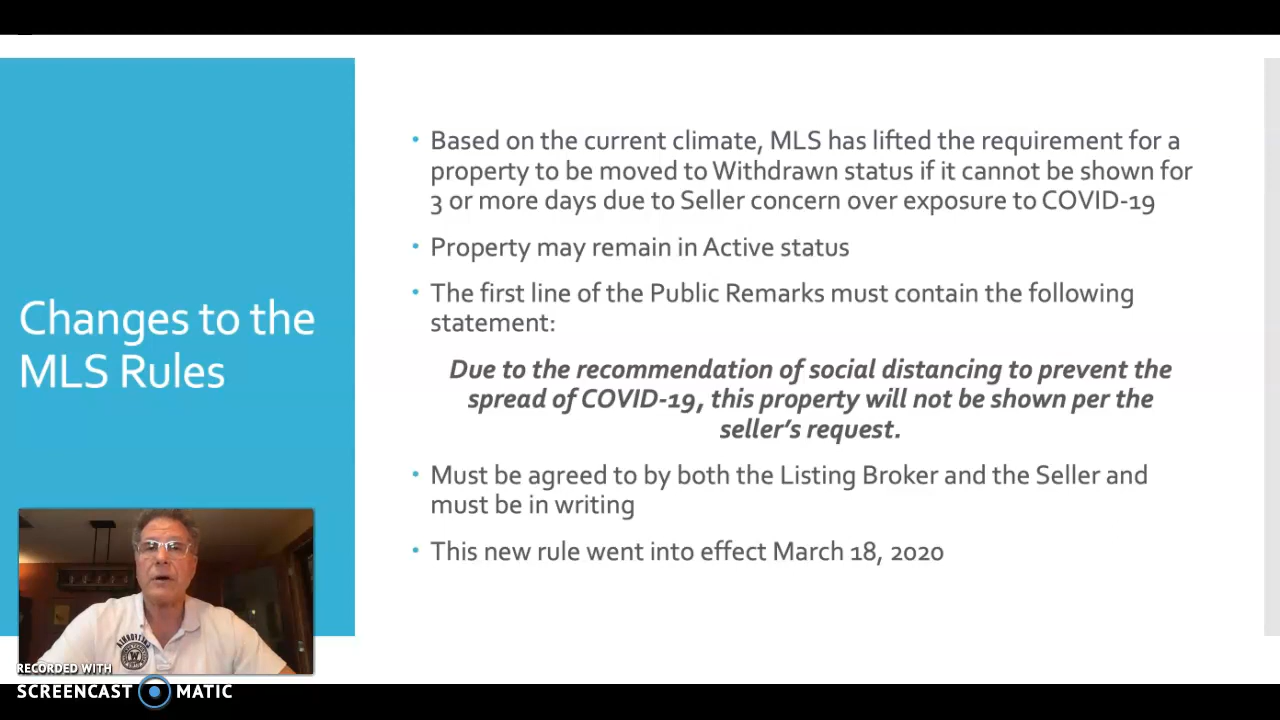 Changes to the
MLS Rules
• Based on the current climate, MLS has lifted the requirement for a
property to be moved to Withdrawn status if it cannot be shown for
3 or more days due to Seller concern over exposure to COVID-19
• Property may remain in Active status
• The first line of the Public Remarks must contain the following
statement:
Due to the recommendation of social distancing to prevent the
spread of COVID-19, this property will not be shown per the
seller's request.
• Must be agreed to by both the Listing Broker and the Seller and
must be in writing
• This new rule went into effect March 18, 2020
RECORDED WITH
SCREENCAST MATIC